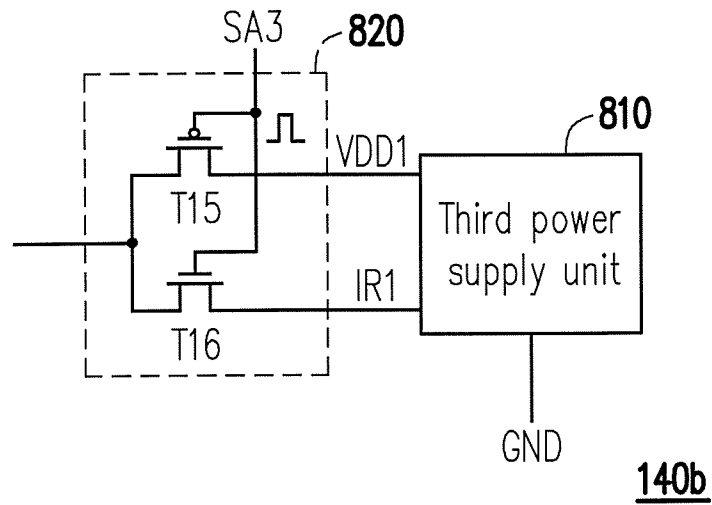 SA3
820
810
VDD1
T15
Third power
supply unit
IR1
T16
GND
140b